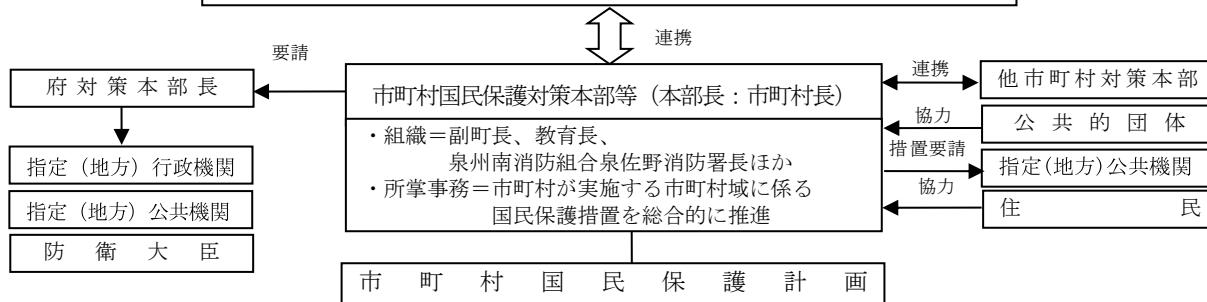 連携
要請
府対策本部長
指定（地方）行政機関
指定（地方）公共機関
防衛大臣
市町村国民保護対策本部等（本部長：市町村長）
・組織＝副町長、教育長、
泉州南消防組合泉佐野消防署長ほか
・所掌事務＝市町村が実施する市町村域に係る
国民保護措置を総合的に推進
連携
他市町村対策本部
協力
公共的団体
措置要請
指定(地方)公共機関
協力
住民
市町村国民保護計画